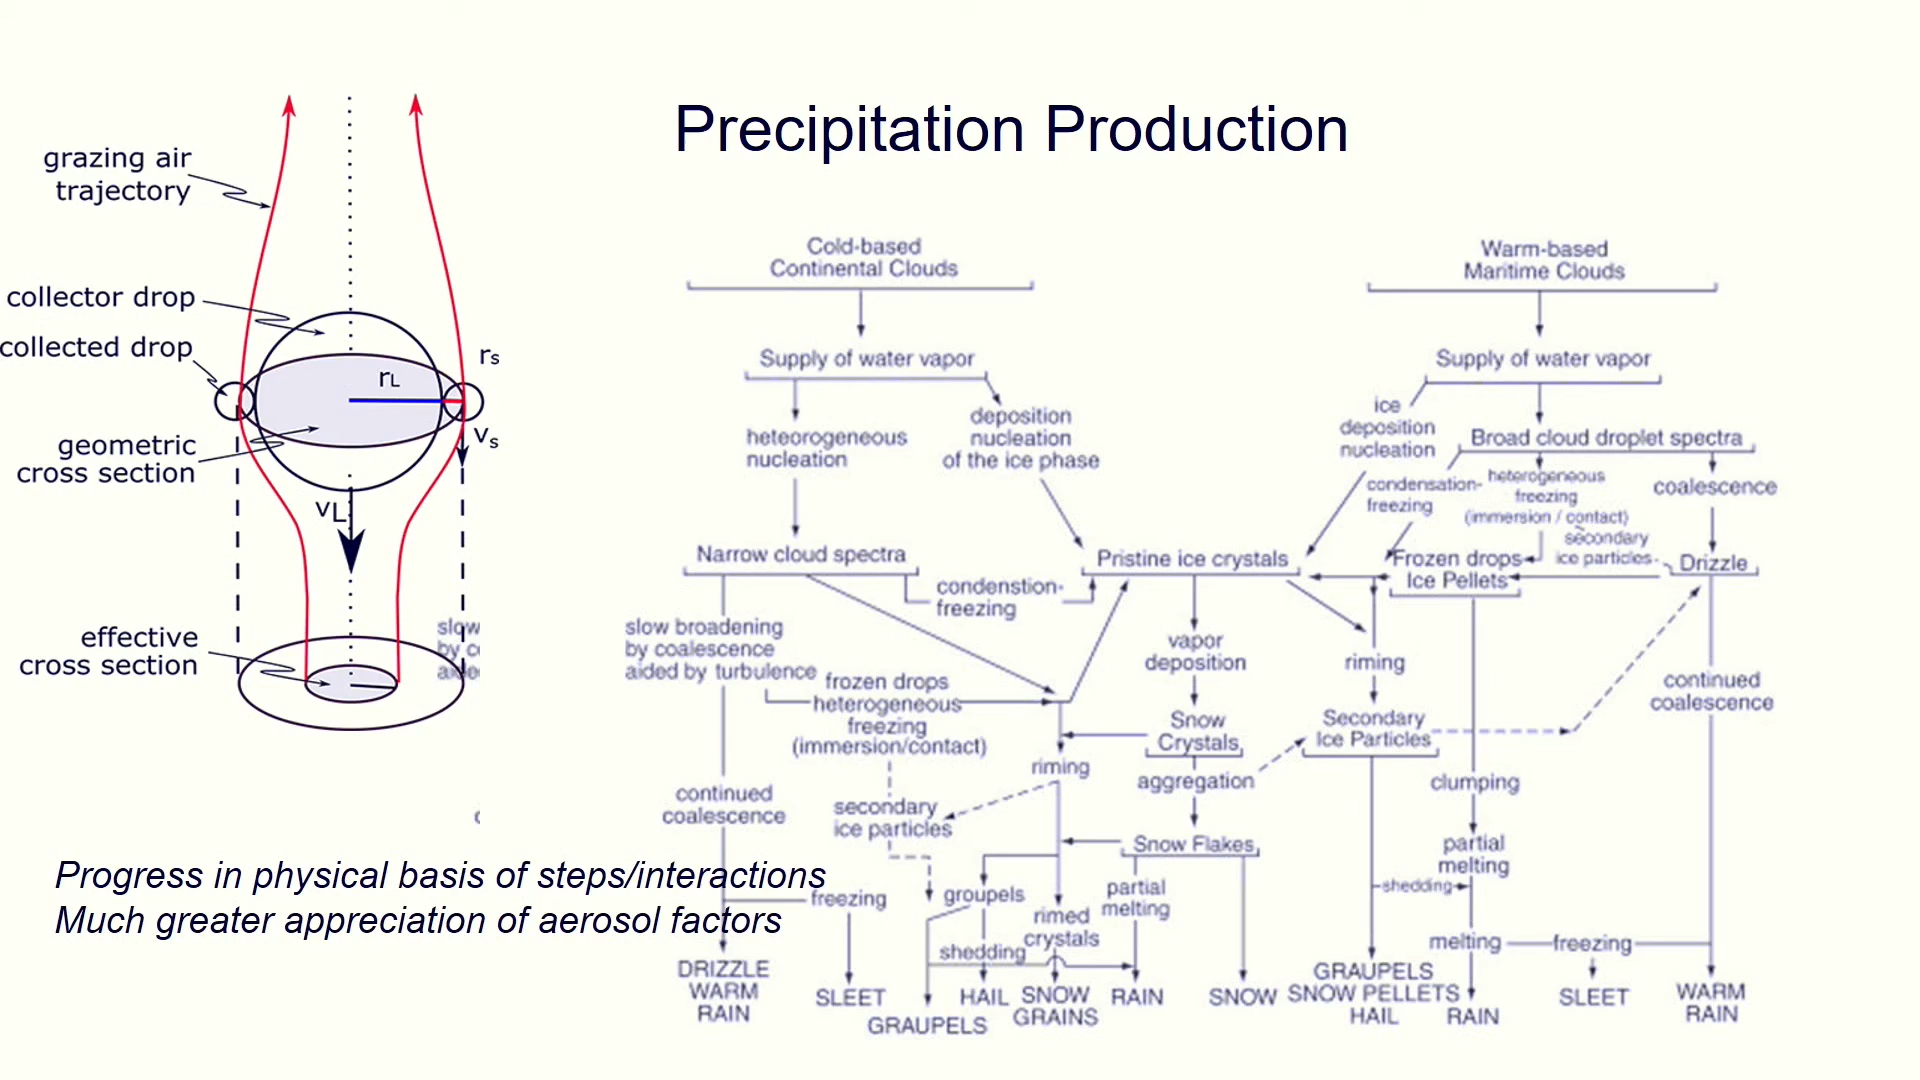 Precipitation Production
grazing air
trajectory
collector drop
collected drop
rs
rL
vs
geometric
cross section
vL
effective
cross section
slow
by c
aide
Progress in physical basis of steps/interactions
Much greater appreciation of aerosol factors
Cold-based
Continental Clouds
Supply of water vapor
heteorogeneous
nucleation
deposition
nucleation
of the ice phase
Narrow cloud spectra
condenstion-
freezing
Pristine ice crystals
slow broadening
by coalescence
aided by turbulence
frozen drops
heterogeneous
freezing
(immersion/contact)
vapor
deposition
Snow
Crystals
riming
aggregation
continued
coalescence
secondary
ice particles
Snow Flakes
freezing
groupels
rimed
crystals
partial
melting
shedding
DRIZZLE
WARM
RAIN
SLEET
GRAUPELS
HAIL
SNOW
GRAINS
RAIN
SNOW
Warm-based
Maritime Clouds
Supply of water vapor
ice
deposition
nucleation
Broad cloud droplet spectra
condensation-
freezing
heterogeneous
freezing
(immersion / contact)
coalescence
secondary
ice particles
Frozen drops
Ice Pellets
Drizzle
riming
continued
coalescence
Secondary
Ice Particles
clumping
partial
melting
shedding
melting
freezing
GRAUPELS
SNOW PELLETS
HAIL
RAIN
SLEET
WARM
RAIN